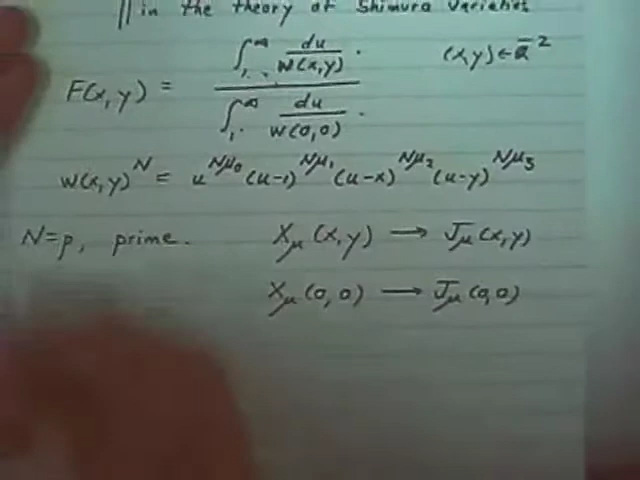 || in the theory of Shimura Varieties
F(x,y) = ∫₁^∞ du/w(x,y) / ∫₁^∞ du/w(0,0) (x,y) ∈ Q̄²
w(x,y)^N = u^{Nμ₀} (u-1)^{Nμ₁} (u-x)^{Nμ₂} (u-y)^{Nμ₃}
N=p, prime. X_μ(x,y) → J_μ(x,y)
X_μ(0,0) → J_μ(0,0)